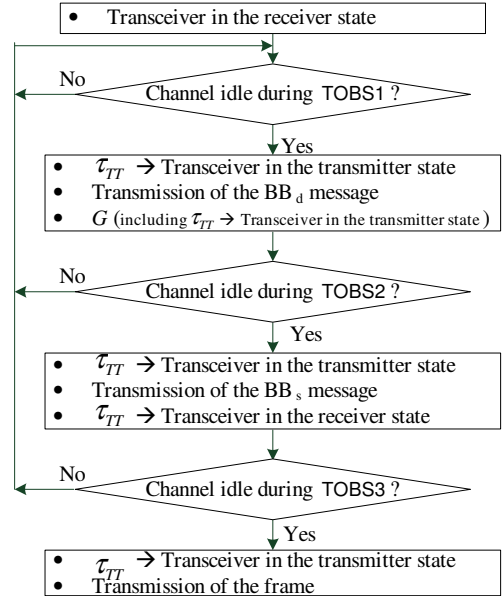 • Transceiver in the receiver state
Channel idle during TOBS1 ?
No
Yes
• τTT → Transceiver in the transmitter state
• Transmission of the BB d message
• G (including τTT → Transceiver in the transmitter state )
Channel idle during TOBS2 ?
No
Yes
• τTT → Transceiver in the transmitter state
• Transmission of the BB s message
• τTT → Transceiver in the receiver state
Channel idle during TOBS3 ?
No
Yes
• τTT → Transceiver in the transmitter state
• Transmission of the frame